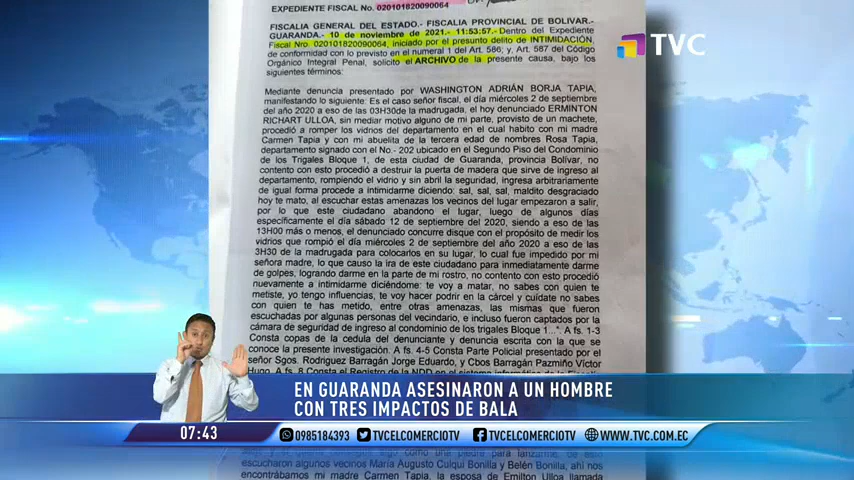 EXPEDIENTE FISCAL No. 020101820090064
FISCALIA GENERAL DEL ESTADO.- FISCALIA PROVINCIAL DE BOLIVAR.-
GUARANDA.- 10 de noviembre de 2021.- 11:53:57.- Dentro del Expediente
Fiscal Nro. 020101820090064, iniciado por el presunto delito de INTIMIDACIÓN,
de conformidad con lo previsto en el numeral 1 del Art. 586; y, Art. 587 del Código
Orgánico Integral Penal, solicito el ARCHIVO de la presente causa, bajo los
siguientes términos:
Mediante denuncia presentado por WASHINGTON ADRIÁN BORJA TAPIA,
manifestando lo siguiente: Es el caso señor fiscal, el día miércoles 2 de septiembre
del año 2020 a eso de las 03H30de la madrugada, el hoy denunciado ERMINTON
RICHART ULLOA, sin mediar motivo alguno de mi parte, provisto de un machete,
procedió a romper los vidrios del departamento en el cual habito con mi madre
Carmen Tapia y con mi abuelita de la tercera edad de nombres Rosa Tapia,
departamento signado con el No.- 202 ubicado en el Segundo Piso del Condominio
de los Trigales Bloque 1, de esta ciudad de Guaranda, provincia Bolívar, no
contento con esto procedió a destruir la puerta de madera que sirve de ingreso al
departamento, rompiendo el vidrio y sin abril la seguridad, ingresa arbitrariamente
de igual forma procede a intimidarme diciendo: sal, sal, sal, maldito desgraciado
hoy te mato, al escuchar estas amenazas los vecinos del lugar empezaron a salir,
por lo que este ciudadano abandono el lugar, luego de algunos días
específicamente el día sábado 12 de septiembre del 2020, siendo a eso de las
13H00 más o menos, el denunciado concurre disque con el propósito de medir los
vidrios que rompió el día miércoles 2 de septiembre del año 2020 a eso de las
3H30 de la madrugada para colocarlos en su lugar, lo cual fue impedido por mi
señora madre, lo que causo la ira de este ciudadano para inmediatamente darme
de golpes, logrando darme en la parte de mi rostro, no contento con esto procedió
nuevamente a intimidarme diciéndome: te voy a matar, no sabes con quien te
metiste, yo tengo influencias, te voy hacer podrir en la cárcel y cuídate no sabes
con quien te has metido, entre otras amenazas, las mismas que fueron
escuchadas por algunas personas del vecindario, e incluso fueron captados por la
cámara de seguridad de ingreso al condominio de los trigales Bloque 1...". A fs. 1-3
Consta copas de la cedula del denunciante y denuncia escrita con la que se
conoce la presente investigación. A fs. 4-5 Consta Parte Policial presentado por el
señor Sgos. Rodriguez Barragán Jorge Eduardo, y Cbos Barragán Pazmiño Víctor
Hugo. A fs. 8 Consta el Registro de la NDD en el sistema informático de la
TVC
EN GUARANDA ASESINARON A UN HOMBRE
CON TRES IMPACTOS DE BALA
07:43
0985184393
TVCELCOMERCIOTV
TVCELCOMERCIOTV
WWW.TVC.COM.EC
escucharon algunos vecinos María Augusto Culqui Bonilla y Belén Bonilla, ahí nos
encontrábamos mi madre Carmen Tapia, la esposa de Ermilton Ulloa llamada